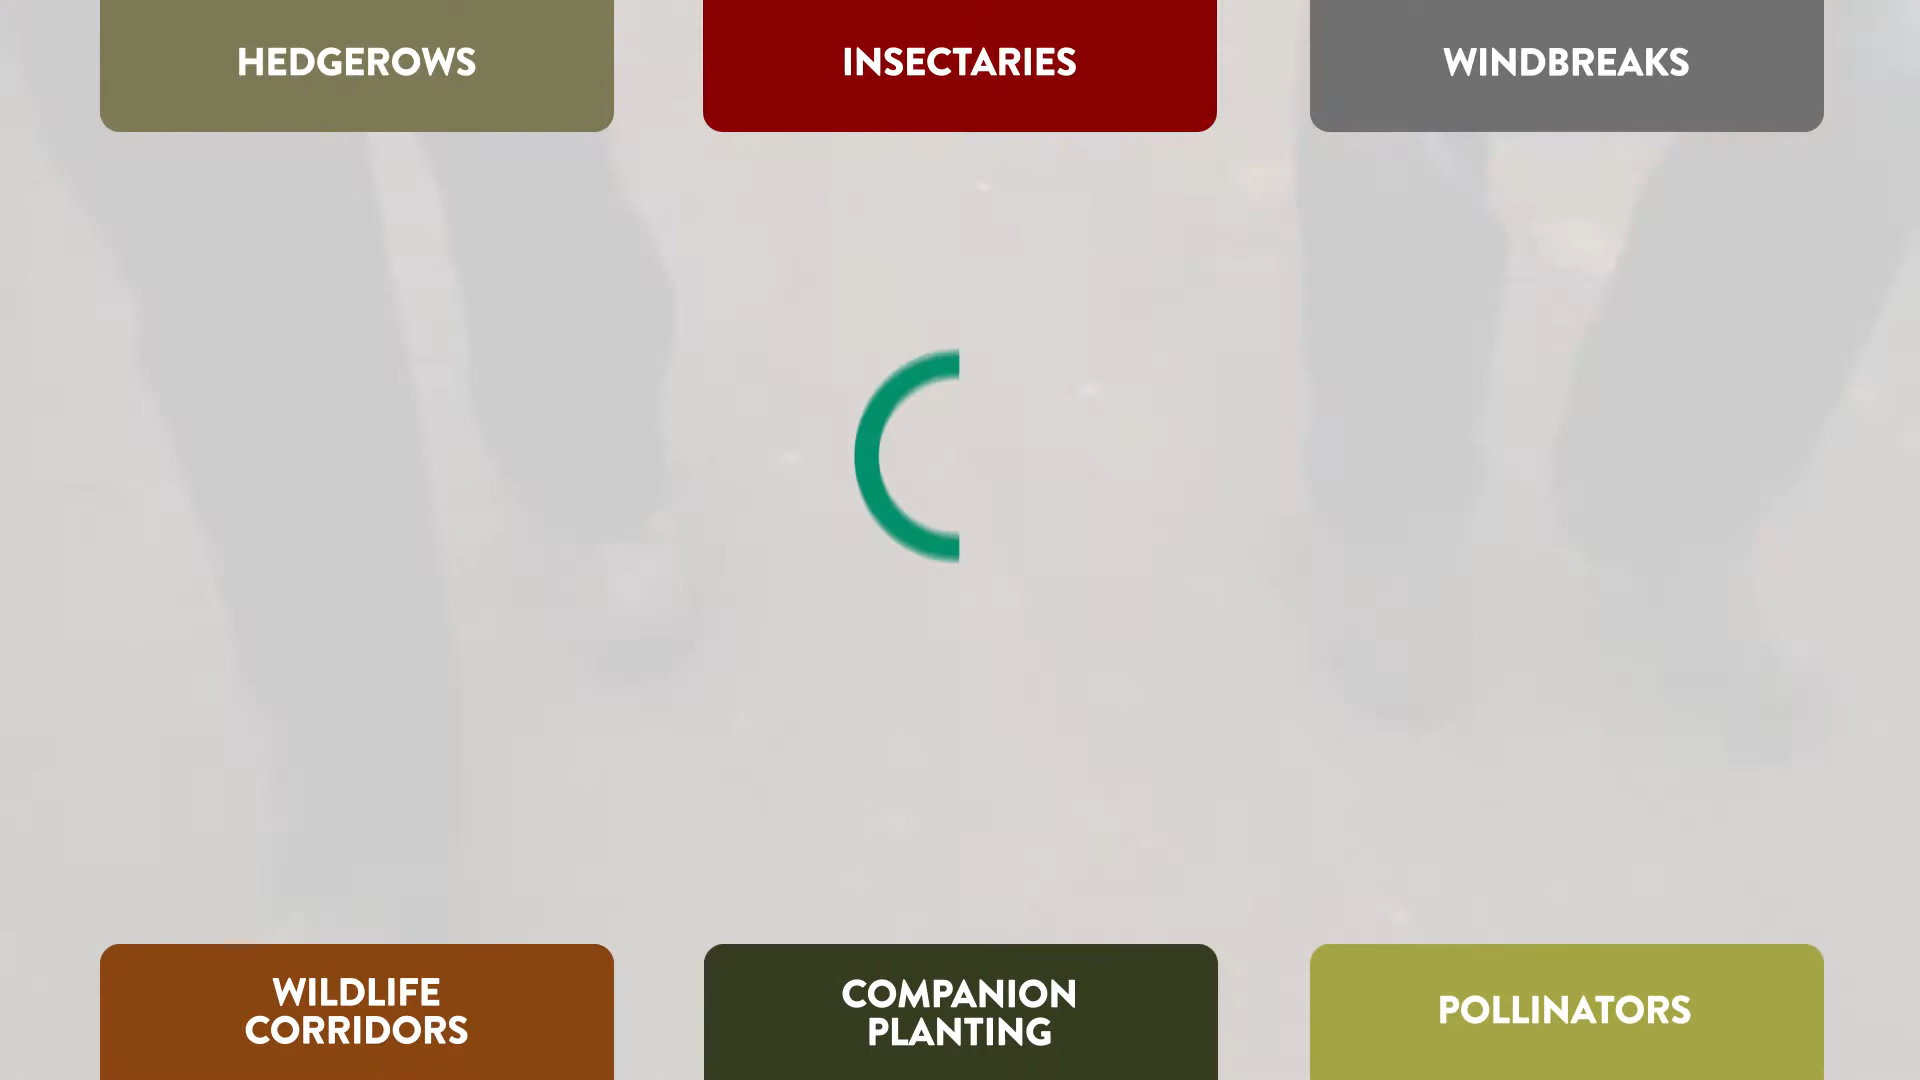 HEDGEROWS
INSECTARIES
WINDBREAKS
WILDLIFE
CORRIDORS
COMPANION
PLANTING
POLLINATORS